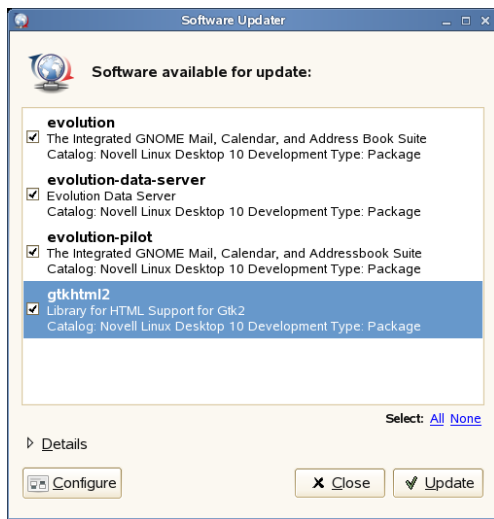 Software Updater
Software available for update:
evolution
The Integrated GNOME Mail, Calendar, and Address Book Suite
Catalog: Novell Linux Desktop 10 Development Type: Package
evolution-data-server
Evolution Data Server
Catalog: Novell Linux Desktop 10 Development Type: Package
evolution-pilot
The Integrated GNOME Mail, Calendar, and Addressbook Suite
Catalog: Novell Linux Desktop 10 Development Type: Package
gtkhtml2
Library for HTML Support for Gtk2
Catalog: Novell Linux Desktop 10 Development Type: Package
Select: All None
Details
Configure
Close
Update